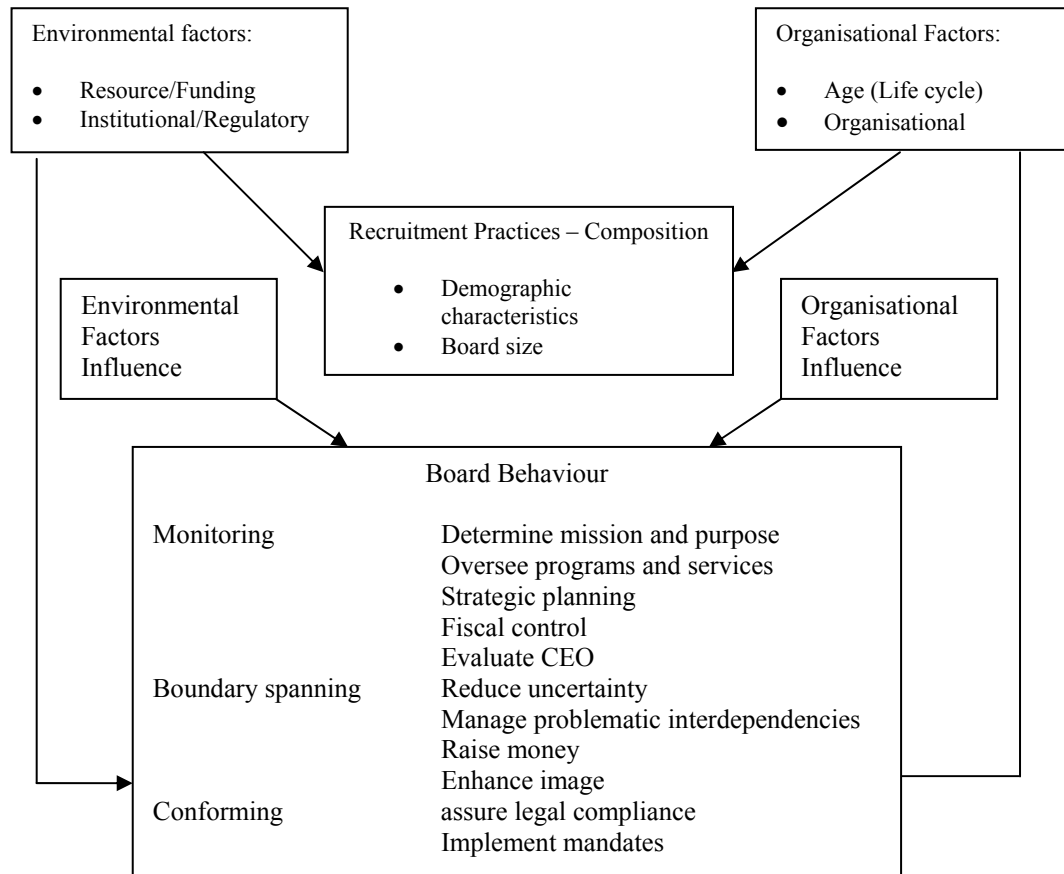 Environmental factors:
• Resource/Funding
• Institutional/Regulatory
Organisational Factors:
• Age (Life cycle)
• Organisational
Recruitment Practices – Composition
• Demographic
characteristics
• Board size
Environmental
Factors
Influence
Organisational
Factors
Influence
Board Behaviour
Monitoring Determine mission and purpose
Oversee programs and services
Strategic planning
Fiscal control
Evaluate CEO
Boundary spanning Reduce uncertainty
Manage problematic interdependencies
Raise money
Enhance image
Conforming assure legal compliance
Implement mandates